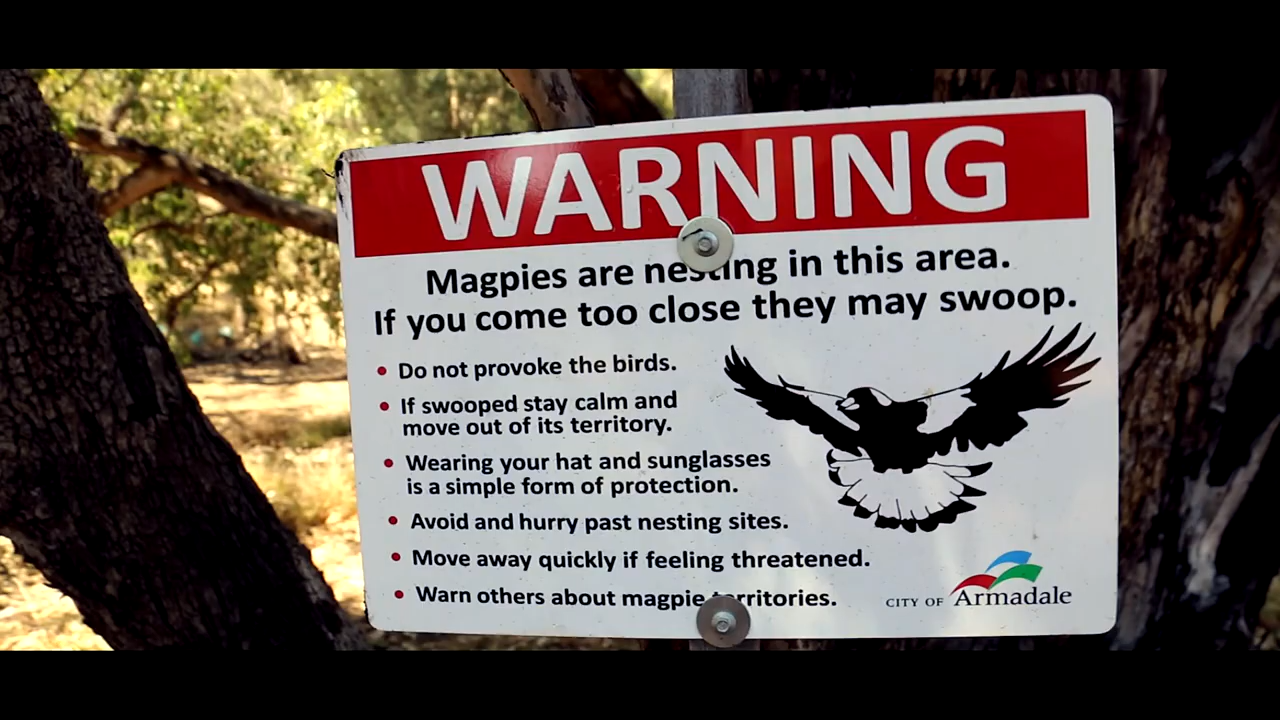 WARNING
Magpies are nesting in this area.
If you come too close they may swoop.
• Do not provoke the birds.
• If swooped stay calm and
move out of its territory.
• Wearing your hat and sunglasses
is a simple form of protection.
• Avoid and hurry past nesting sites.
• Move away quickly if feeling threatened.
• Warn others about magpie territories.
CITY OF Armadale